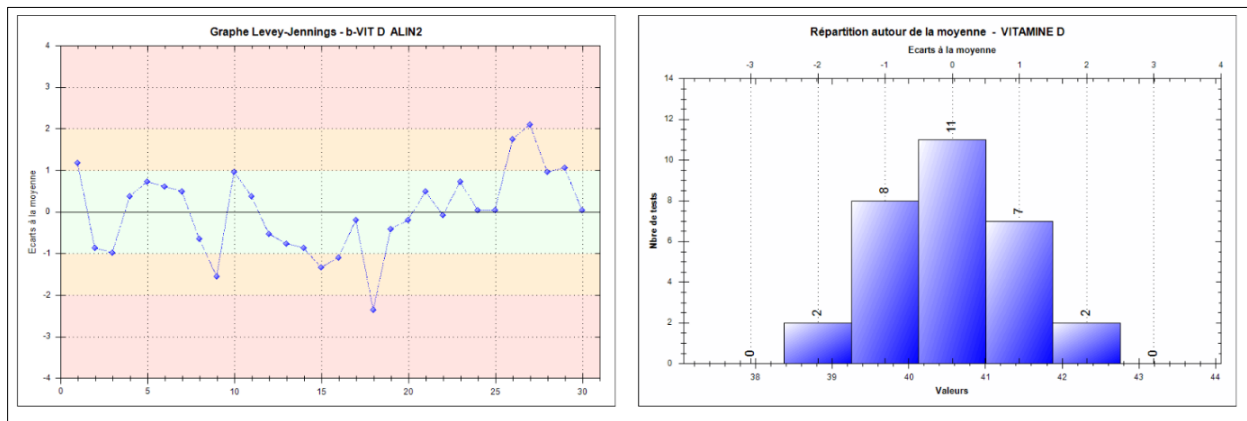 Graphe Levey-Jennings - b-VIT D ALIN2
Ecarts à la moyenne
4
3
2
1
0
-1
-2
-3
-4
0 5 10 15 20 25 30
Répartition autour de la moyenne - VITAMINE D
Ecarts à la moyenne
-3 -2 -1 0 1 2 3 4
Nbre de tests
14
12
10
8
6
4
2
0
0 2 8 11 7 2 0
38 39 40 41 42 43 44
Valeurs